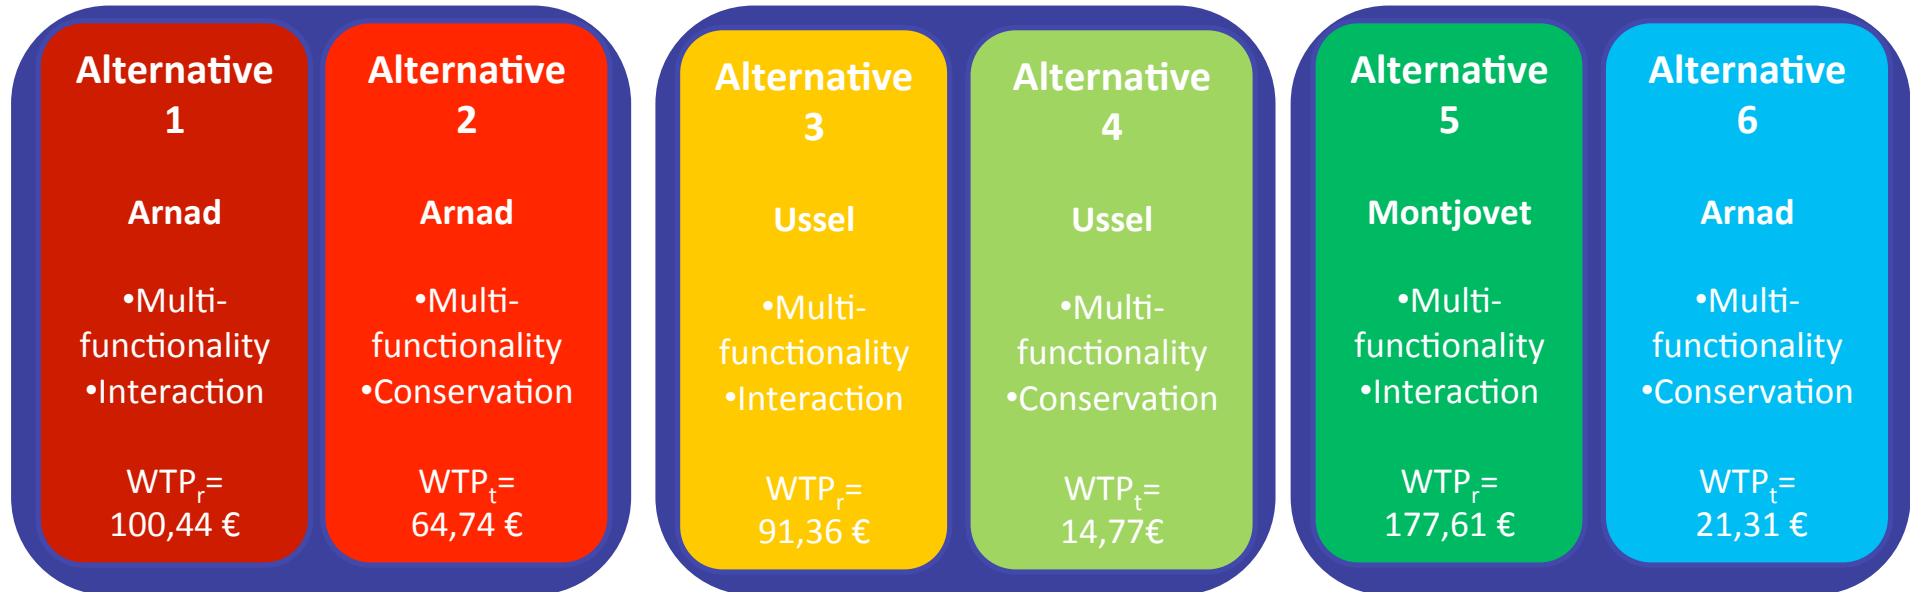 Alternative
1
Arnad
•Multi-
functionality
•Interaction
WTPr=
100,44 €
Alternative
2
Arnad
•Multi-
functionality
•Conservation
WTPt=
64,74 €
Alternative
3
Ussel
•Multi-
functionality
•Interaction
WTPr=
91,36 €
Alternative
4
Ussel
•Multi-
functionality
•Conservation
WTPt=
14,77€
Alternative
5
Montjovet
•Multi-
functionality
•Interaction
WTPr=
177,61 €
Alternative
6
Arnad
•Multi-
functionality
•Conservation
WTPt=
21,31 €